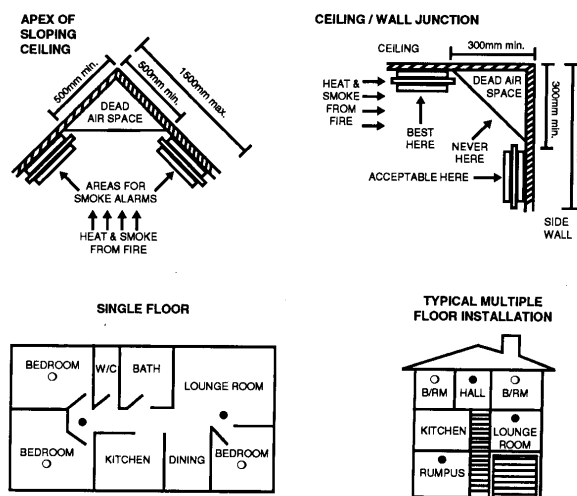 APEX OF
SLOPING
CEILING
500mm min.
500mm min.
1500mm max.
DEAD
AIR SPACE
AREAS FOR
SMOKE ALARMS
HEAT & SMOKE
FROM FIRE
CEILING / WALL JUNCTION
CEILING
300mm min.
HEAT &
SMOKE
FROM
FIRE
DEAD AIR
SPACE
300mm min.
BEST
HERE
NEVER
HERE
ACCEPTABLE HERE
SIDE
WALL
SINGLE FLOOR
BEDROOM
W/C
BATH
LOUNGE ROOM
BEDROOM
KITCHEN
DINING
BEDROOM
TYPICAL MULTIPLE
FLOOR INSTALLATION
B/RM
HALL
B/RM
KITCHEN
LOUNGE
ROOM
RUMPUS